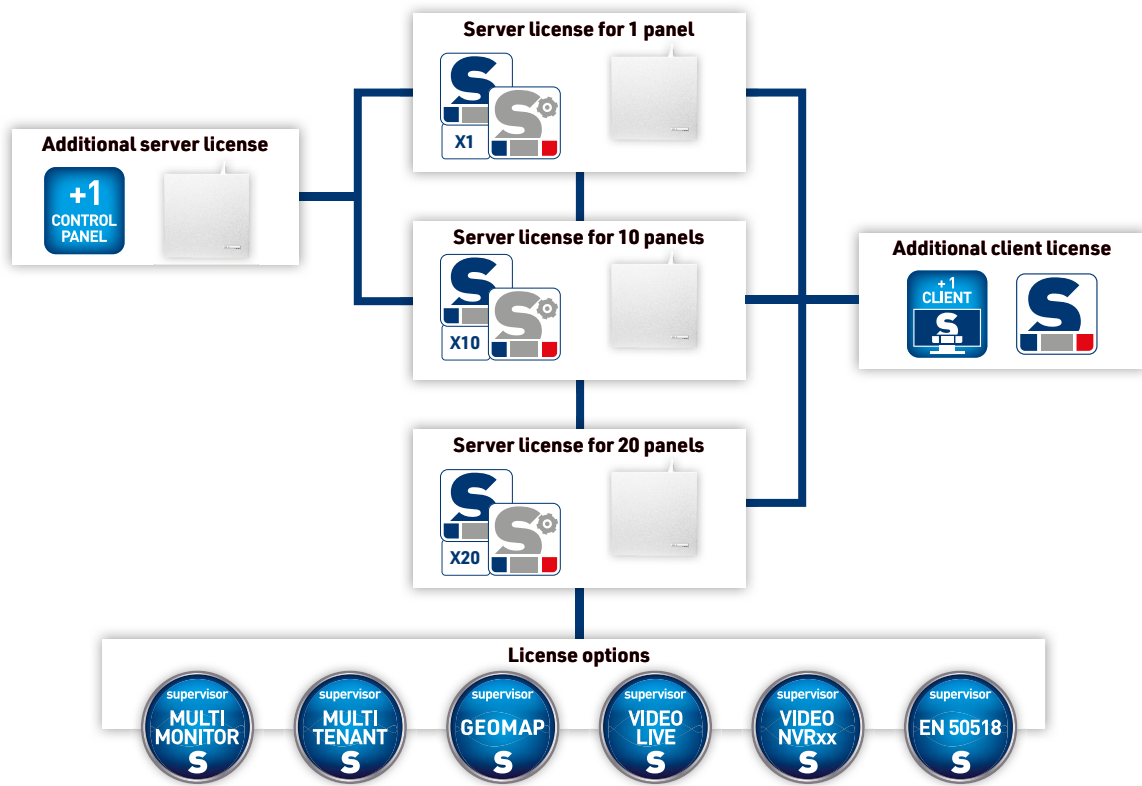 Server license for 1 panel
S
S
X1
Additional server license
+1
CONTROL
PANEL
Server license for 10 panels
S
S
X10
Additional client license
+1
CLIENT
S
S
Server license for 20 panels
S
S
X20
License options
supervisor
MULTI
MONITOR
S
supervisor
MULTI
TENANT
S
supervisor
GEOMAP
S
supervisor
VIDEO
LIVE
S
supervisor
VIDEO
NVRxx
S
supervisor
EN 50518
S